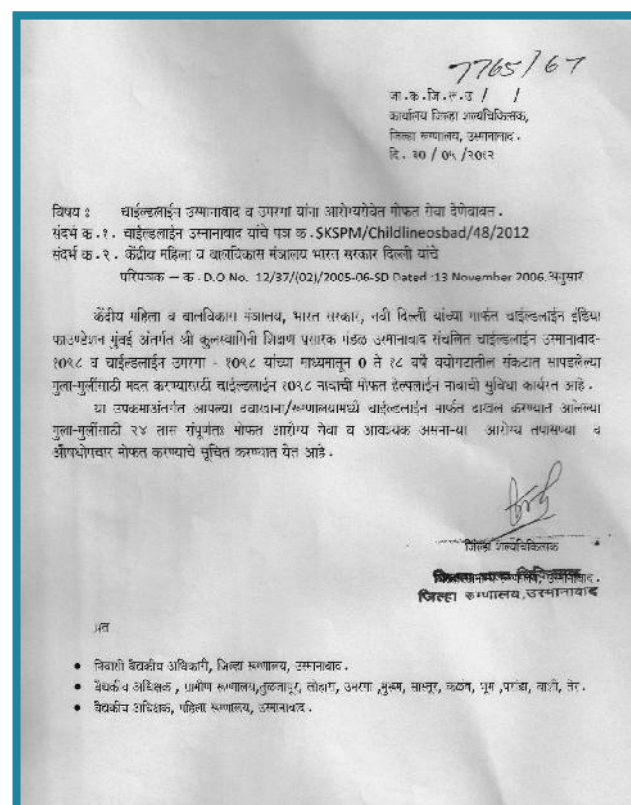 7765/67
जा.क.जि.रु.उ / /
कार्यालय जिल्हा शल्यचिकित्सक,
जिल्हा रूग्णालय, उस्मानाबाद.
दि. ३० / ०५ /२०१२
विषय : चाईल्डलाईन उस्मानाबाद व उमरगा यांना आरोग्यसेवेत मोफत सेवा देणेबाबत.
संदर्भ क.१. चाईल्डलाईन उस्मानाबाद यांचे पत्र क.SKSPM/Childlineosbad/48/2012
संदर्भ क.२. केंद्रीय महिला व बालविकास मंत्रालय भारत सरकार दिल्ली यांचे
परिपत्रक – क.D.O.No. 12/37/(02)/2005-06-SD Dated :13 November 2006.अनुसार
केंद्रीय महिला व बालविकास मंत्रालय, भारत सरकार, नवी दिल्ली यांच्या मार्फत चाईल्डलाईन इंडिया
फाउण्डेशन मुंबई अंतर्गत श्री कुलस्वामिनी शिक्षण प्रसारक मंडळ उस्मानाबाद संचलित चाईल्डलाईन उस्मानाबाद-
१०९८ व चाईल्डलाईन उमरगा - १०९८ यांच्या माध्यमातून 0 ते १८ वर्षे वयोगटातील संकटात सापडलेल्या
मुला-मुलींसाठी मदत करण्यासाठी चाईल्डलाईन १०९८ नावाची मोफत हेल्पलाईन नावाची सुविधा कार्यरत आहे.
या उपकमाअंतर्गत आपल्या दवाखाना/रूग्णालयामध्ये चाईल्डलाईन मार्फत दाखल करण्यात आलेल्या
मुला-मुलींसाठी २४ तास संपूर्णतः मोफत आरोग्य सेवा व आवश्यक असना-या आरोग्य तपासण्या व
औषधोपचार मोफत करण्याचे सूचित करण्यात येत आहे.
जिल्हा शल्यचिकित्सक
जिल्हा रूग्णालय,उस्मानाबाद
प्रत
• निवासी वैद्यकीय अधिकारी, जिल्हा रूग्णालय, उस्मानाबाद.
• वैद्यकीय अधिक्षक, ग्रामीण रूग्णालय,तुळजापूर, लोहारा, उमरगा ,मुरूम, सास्तूर, कळंब, भूम ,परांडा, वाशी, तेर.
• वैद्यकीय अधिक्षक, महिला रूग्णालय, उस्मानाबाद.